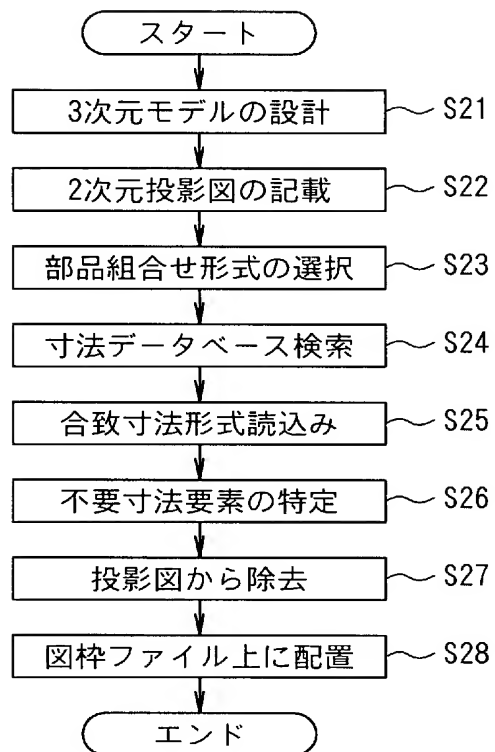 スタート
3次元モデルの設計 S21
2次元投影図の記載 S22
部品組合せ形式の選択 S23
寸法データベース検索 S24
合致寸法形式読込み S25
不要寸法要素の特定 S26
投影図から除去 S27
図枠ファイル上に配置 S28
エンド